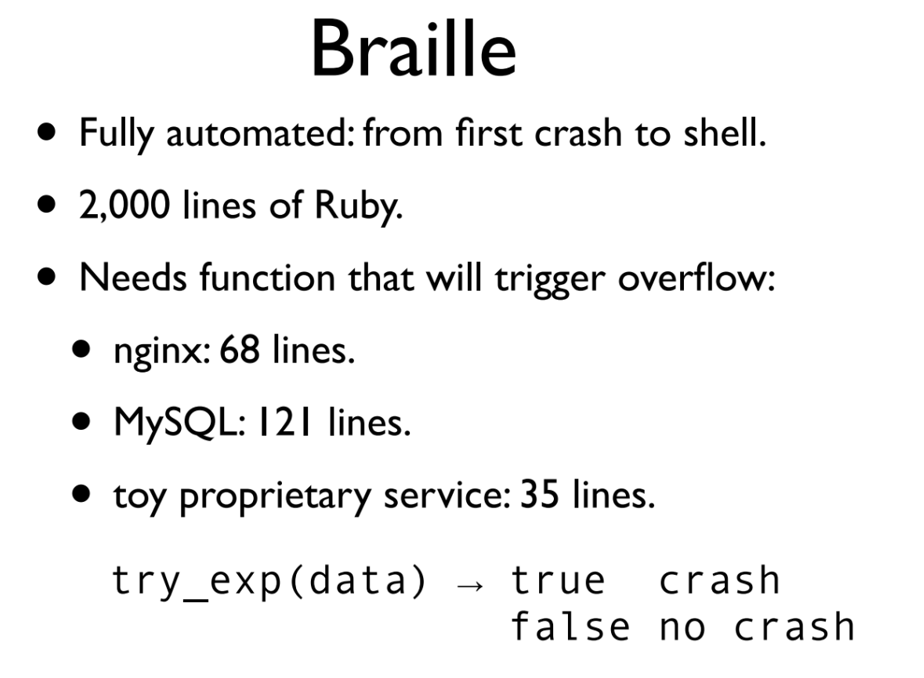 Braille
• Fully automated: from first crash to shell.
• 2,000 lines of Ruby.
• Needs function that will trigger overflow:
• nginx: 68 lines.
• MySQL: 121 lines.
• toy proprietary service: 35 lines.
try_exp(data) → true crash
false no crash